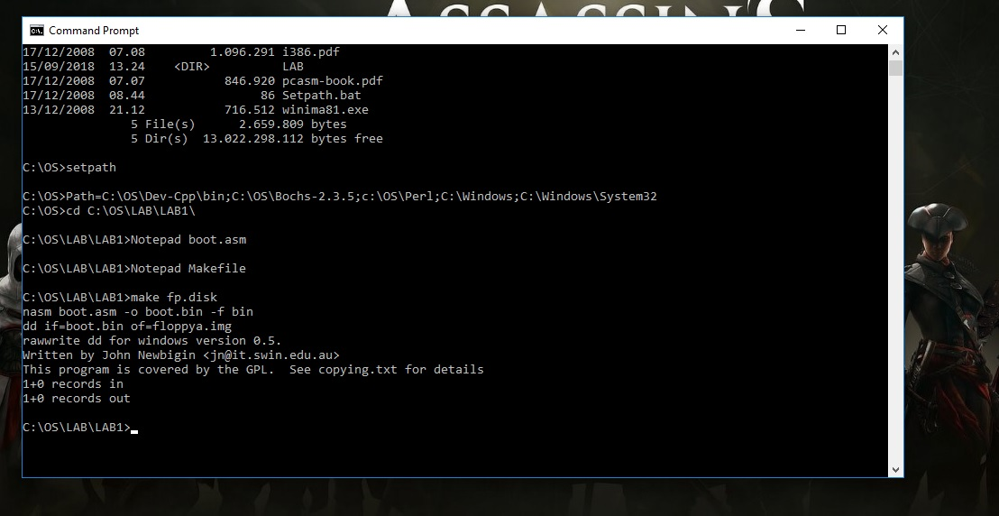 ASSASSIN'S
Command Prompt
17/12/2008  07.08         1.096.291 i386.pdf
15/09/2018  13.24    <DIR>          LAB
17/12/2008  07.07           846.920 pcasm-book.pdf
17/12/2008  08.44                86 Setpath.bat
13/12/2008  21.12           716.512 winima81.exe
5 File(s)      2.659.809 bytes
5 Dir(s)  13.022.298.112 bytes free
C:\OS>setpath
C:\OS>Path=C:\OS\Dev-Cpp\bin;C:\OS\Bochs-2.3.5;c:\OS\Perl;C:\Windows;C:\Windows\System32
C:\OS>cd C:\OS\LAB\LAB1\
C:\OS\LAB\LAB1>Notepad boot.asm
C:\OS\LAB\LAB1>Notepad Makefile
C:\OS\LAB\LAB1>make fp.disk
nasm boot.asm -o boot.bin -f bin
dd if=boot.bin of=floppya.img
rawwrite dd for windows version 0.5.
Written by John Newbigin <jn@it.swin.edu.au>
This program is covered by the GPL.  See copying.txt for details
1+0 records in
1+0 records out
C:\OS\LAB\LAB1>